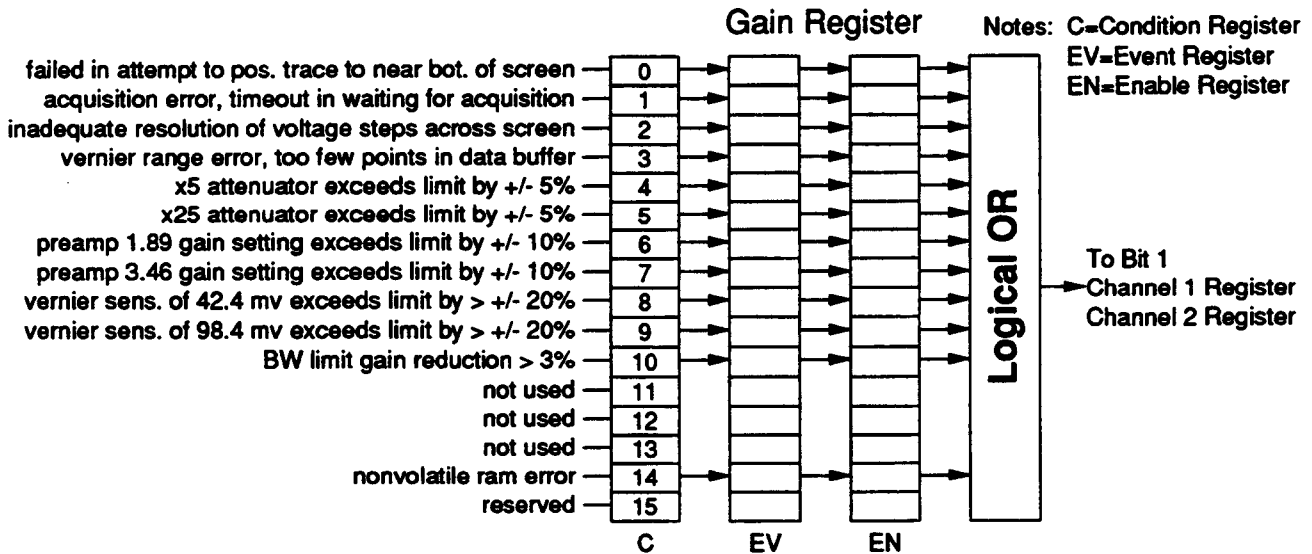 Gain Register
Notes: C=Condition Register
EV=Event Register
EN=Enable Register
failed in attempt to pos. trace to near bot. of screen 0
acquisition error, timeout in waiting for acquisition 1
inadequate resolution of voltage steps across screen 2
vernier range error, too few points in data buffer 3
x5 attenuator exceeds limit by +/- 5% 4
x25 attenuator exceeds limit by +/- 5% 5
preamp 1.89 gain setting exceeds limit by +/- 10% 6
preamp 3.46 gain setting exceeds limit by +/- 10% 7
vernier sens. of 42.4 mv exceeds limit by > +/- 20% 8
vernier sens. of 98.4 mv exceeds limit by > +/- 20% 9
BW limit gain reduction > 3% 10
not used 11
not used 12
not used 13
nonvolatile ram error 14
reserved 15
C EV EN
Logical OR
To Bit 1
Channel 1 Register
Channel 2 Register